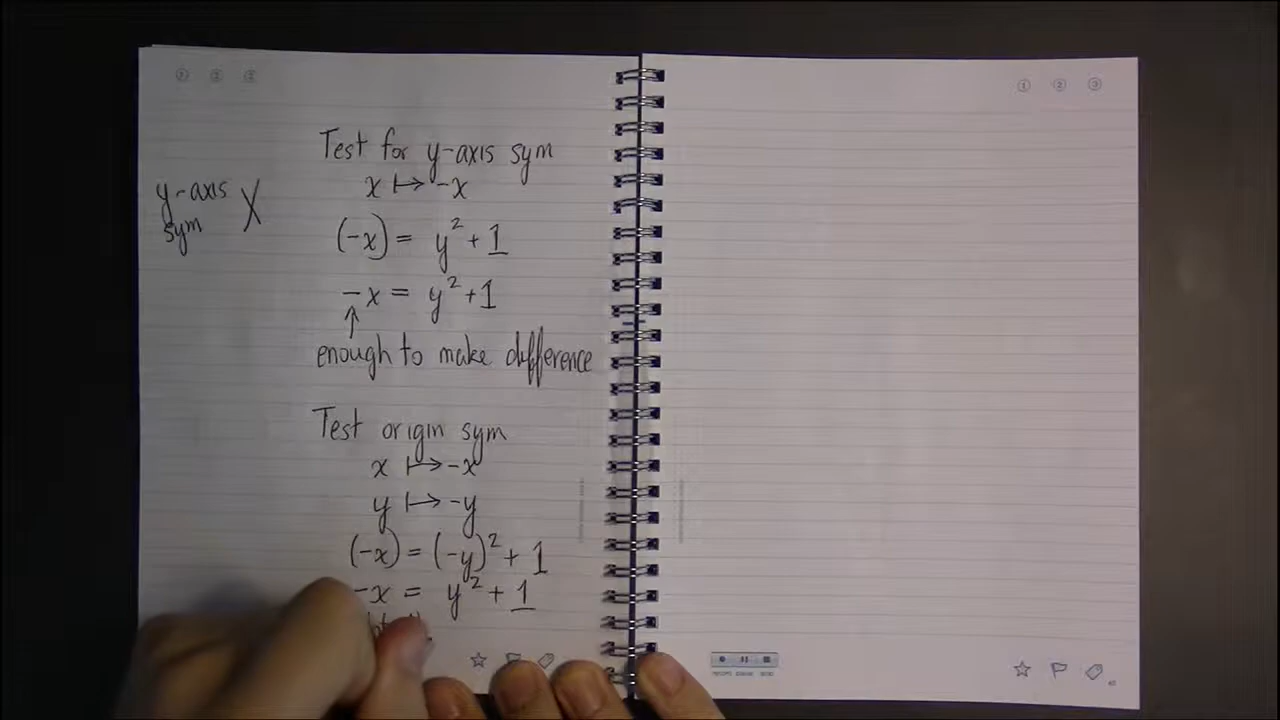 Test for y-axis sym
x ↦ -x
y-axis
sym X
(-x) = y² + 1
-x = y² + 1
↑
enough to make difference
Test origin sym
x ↦ -x
y ↦ -y
(-x) = (-y)² + 1
-x = y² + 1